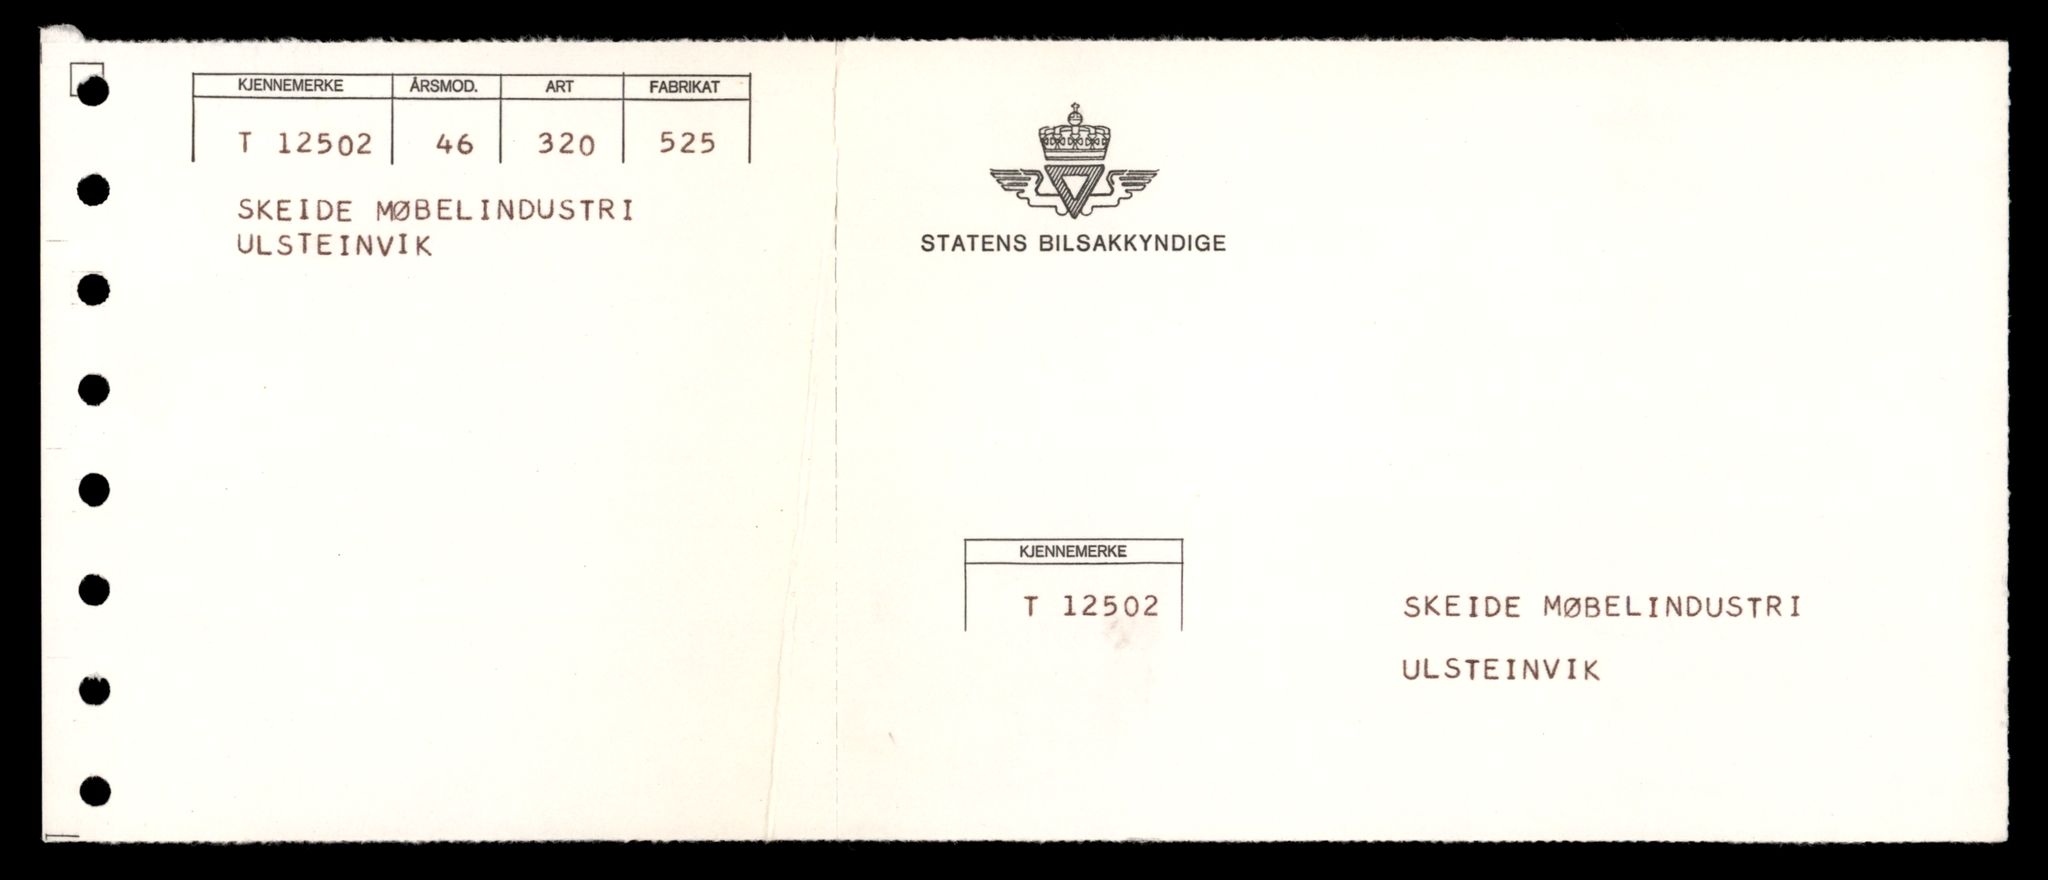 KJENNEMERKE ÅRSMOD. ART FABRIKAT
T 12502 46 320 525
SKEIDE MØBELINDUSTRI
ULSTEINVIK
STATENS BILSAKKYNDIGE
KJENNEMERKE
T 12502
SKEIDE MØBELINDUSTRI
ULSTEINVIK